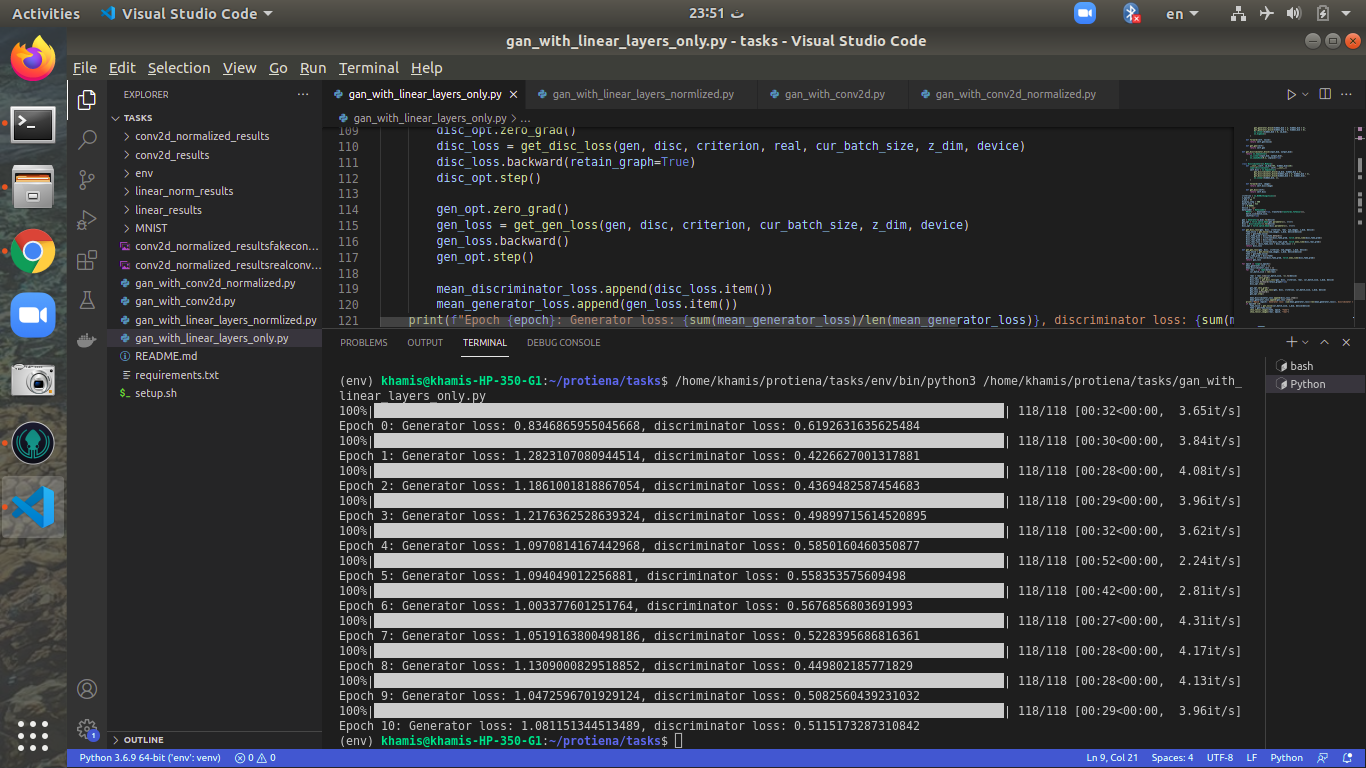 Activities
Visual Studio Code
23:51 ث
en
gan_with_linear_layers_only.py - tasks - Visual Studio Code
File Edit Selection View Go Run Terminal Help
EXPLORER
TASKS
conv2d_normalized_results
conv2d_results
env
linear_norm_results
linear_results
MNIST
conv2d_normalized_resultsfakecon...
conv2d_normalized_resultsrealconv...
gan_with_conv2d_normalized.py
gan_with_conv2d.py
gan_with_linear_layers_normlized.py
gan_with_linear_layers_only.py
README.md
requirements.txt
setup.sh
OUTLINE
gan_with_linear_layers_only.py
gan_with_linear_layers_normlized.py
gan_with_conv2d.py
gan_with_conv2d_normalized.py
gan_with_linear_layers_only.py > ...
109 disc_opt.zero_grad()
110 disc_loss = get_disc_loss(gen, disc, criterion, real, cur_batch_size, z_dim, device)
111 disc_loss.backward(retain_graph=True)
112 disc_opt.step()
113
114 gen_opt.zero_grad()
115 gen_loss = get_gen_loss(gen, disc, criterion, cur_batch_size, z_dim, device)
116 gen_loss.backward()
117 gen_opt.step()
118
119 mean_discriminator_loss.append(disc_loss.item())
120 mean_generator_loss.append(gen_loss.item())
121 print(f"Epoch {epoch}: Generator loss: {sum(mean_generator_loss)/len(mean_generator_loss)}, discriminator loss: {sum(m
PROBLEMS OUTPUT TERMINAL DEBUG CONSOLE
(env) khamis@khamis-HP-350-G1:~/protiena/tasks$ /home/khamis/protiena/tasks/env/bin/python3 /home/khamis/protiena/tasks/gan_with_
linear_layers_only.py
100%| | 118/118 [00:32<00:00, 3.65it/s]
Epoch 0: Generator loss: 0.8346865955045668, discriminator loss: 0.6192631635625484
100%| | 118/118 [00:30<00:00, 3.84it/s]
Epoch 1: Generator loss: 1.2823107080944514, discriminator loss: 0.4226627001317881
100%| | 118/118 [00:28<00:00, 4.08it/s]
Epoch 2: Generator loss: 1.1861001818867054, discriminator loss: 0.4369482587454683
100%| | 118/118 [00:29<00:00, 3.96it/s]
Epoch 3: Generator loss: 1.2176362528639324, discriminator loss: 0.49899715614520895
100%| | 118/118 [00:32<00:00, 3.62it/s]
Epoch 4: Generator loss: 1.0970814167442968, discriminator loss: 0.5850160460350877
100%| | 118/118 [00:52<00:00, 2.24it/s]
Epoch 5: Generator loss: 1.094049012256881, discriminator loss: 0.558353575609498
100%| | 118/118 [00:42<00:00, 2.81it/s]
Epoch 6: Generator loss: 1.003377601251764, discriminator loss: 0.5676856803691993
100%| | 118/118 [00:27<00:00, 4.31it/s]
Epoch 7: Generator loss: 1.0519163800498186, discriminator loss: 0.5228395686816361
100%| | 118/118 [00:28<00:00, 4.17it/s]
Epoch 8: Generator loss: 1.1309000829518852, discriminator loss: 0.449802185771829
100%| | 118/118 [00:28<00:00, 4.13it/s]
Epoch 9: Generator loss: 1.0472596701929124, discriminator loss: 0.5082560439231032
100%| | 118/118 [00:29<00:00, 3.96it/s]
Epoch 10: Generator loss: 1.081151344513489, discriminator loss: 0.5115173287310842
(env) khamis@khamis-HP-350-G1:~/protiena/tasks$
bash
Python
1
Python 3.6.9 64-bit ('env': venv) 0 0
Ln 9, Col 21 Spaces: 4 UTF-8 LF Python